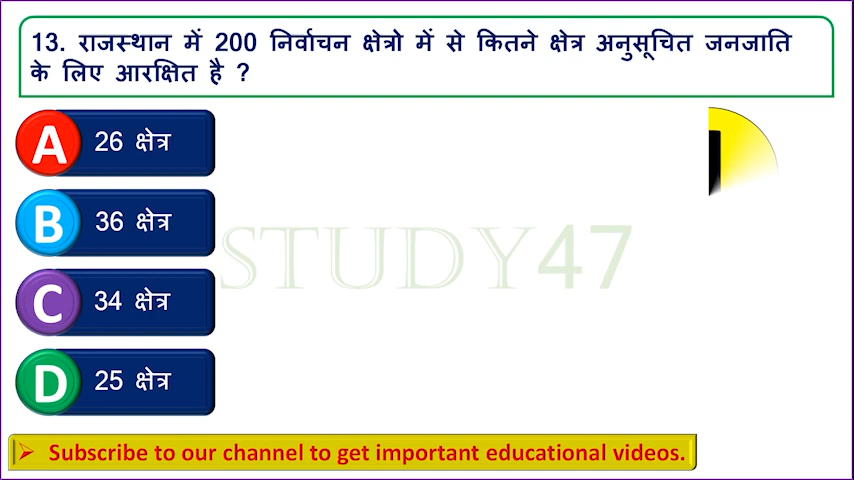 13. राजस्थान में 200 निर्वाचन क्षेत्रो में से कितने क्षेत्र अनुसूचित जनजाति
के लिए आरक्षित है ?
A 26 क्षेत्र
B 36 क्षेत्र
STUDY47
C 34 क्षेत्र
D 25 क्षेत्र
Subscribe to our channel to get important educational videos.